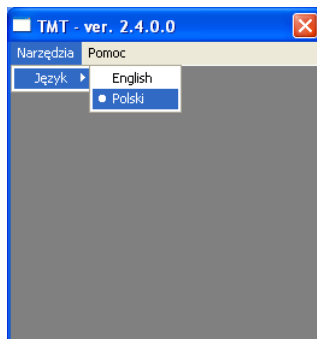 TMT - ver. 2.4.0.0
Narzędzia Pomoc
Język English
Polski